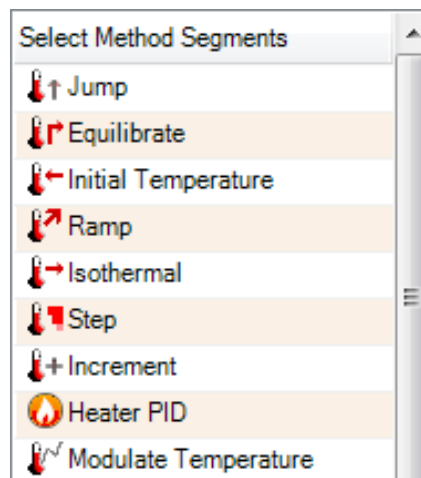 Select Method Segments
Jump
Equilibrate
Initial Temperature
Ramp
Isothermal
Step
Increment
Heater PID
Modulate Temperature